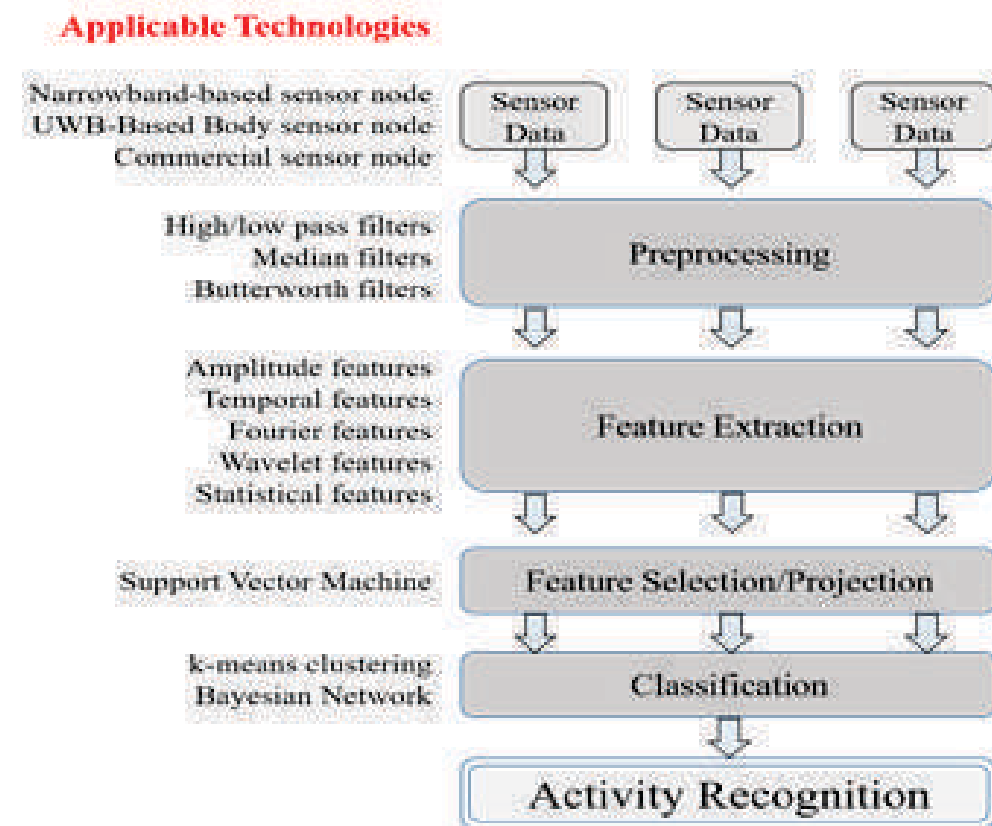 Applicable Technologies
Narrowband-based sensor node
UWB-Based Body sensor node
Commercial sensor node
Sensor
Data
Sensor
Data
Sensor
Data
High/low pass filters
Median filters
Butterworth filters
Preprocessing
Amplitude features
Temporal features
Fourier features
Wavelet features
Statistical features
Feature Extraction
Support Vector Machine
Feature Selection/Projection
k-means clustering
Bayesian Network
Classification
Activity Recognition